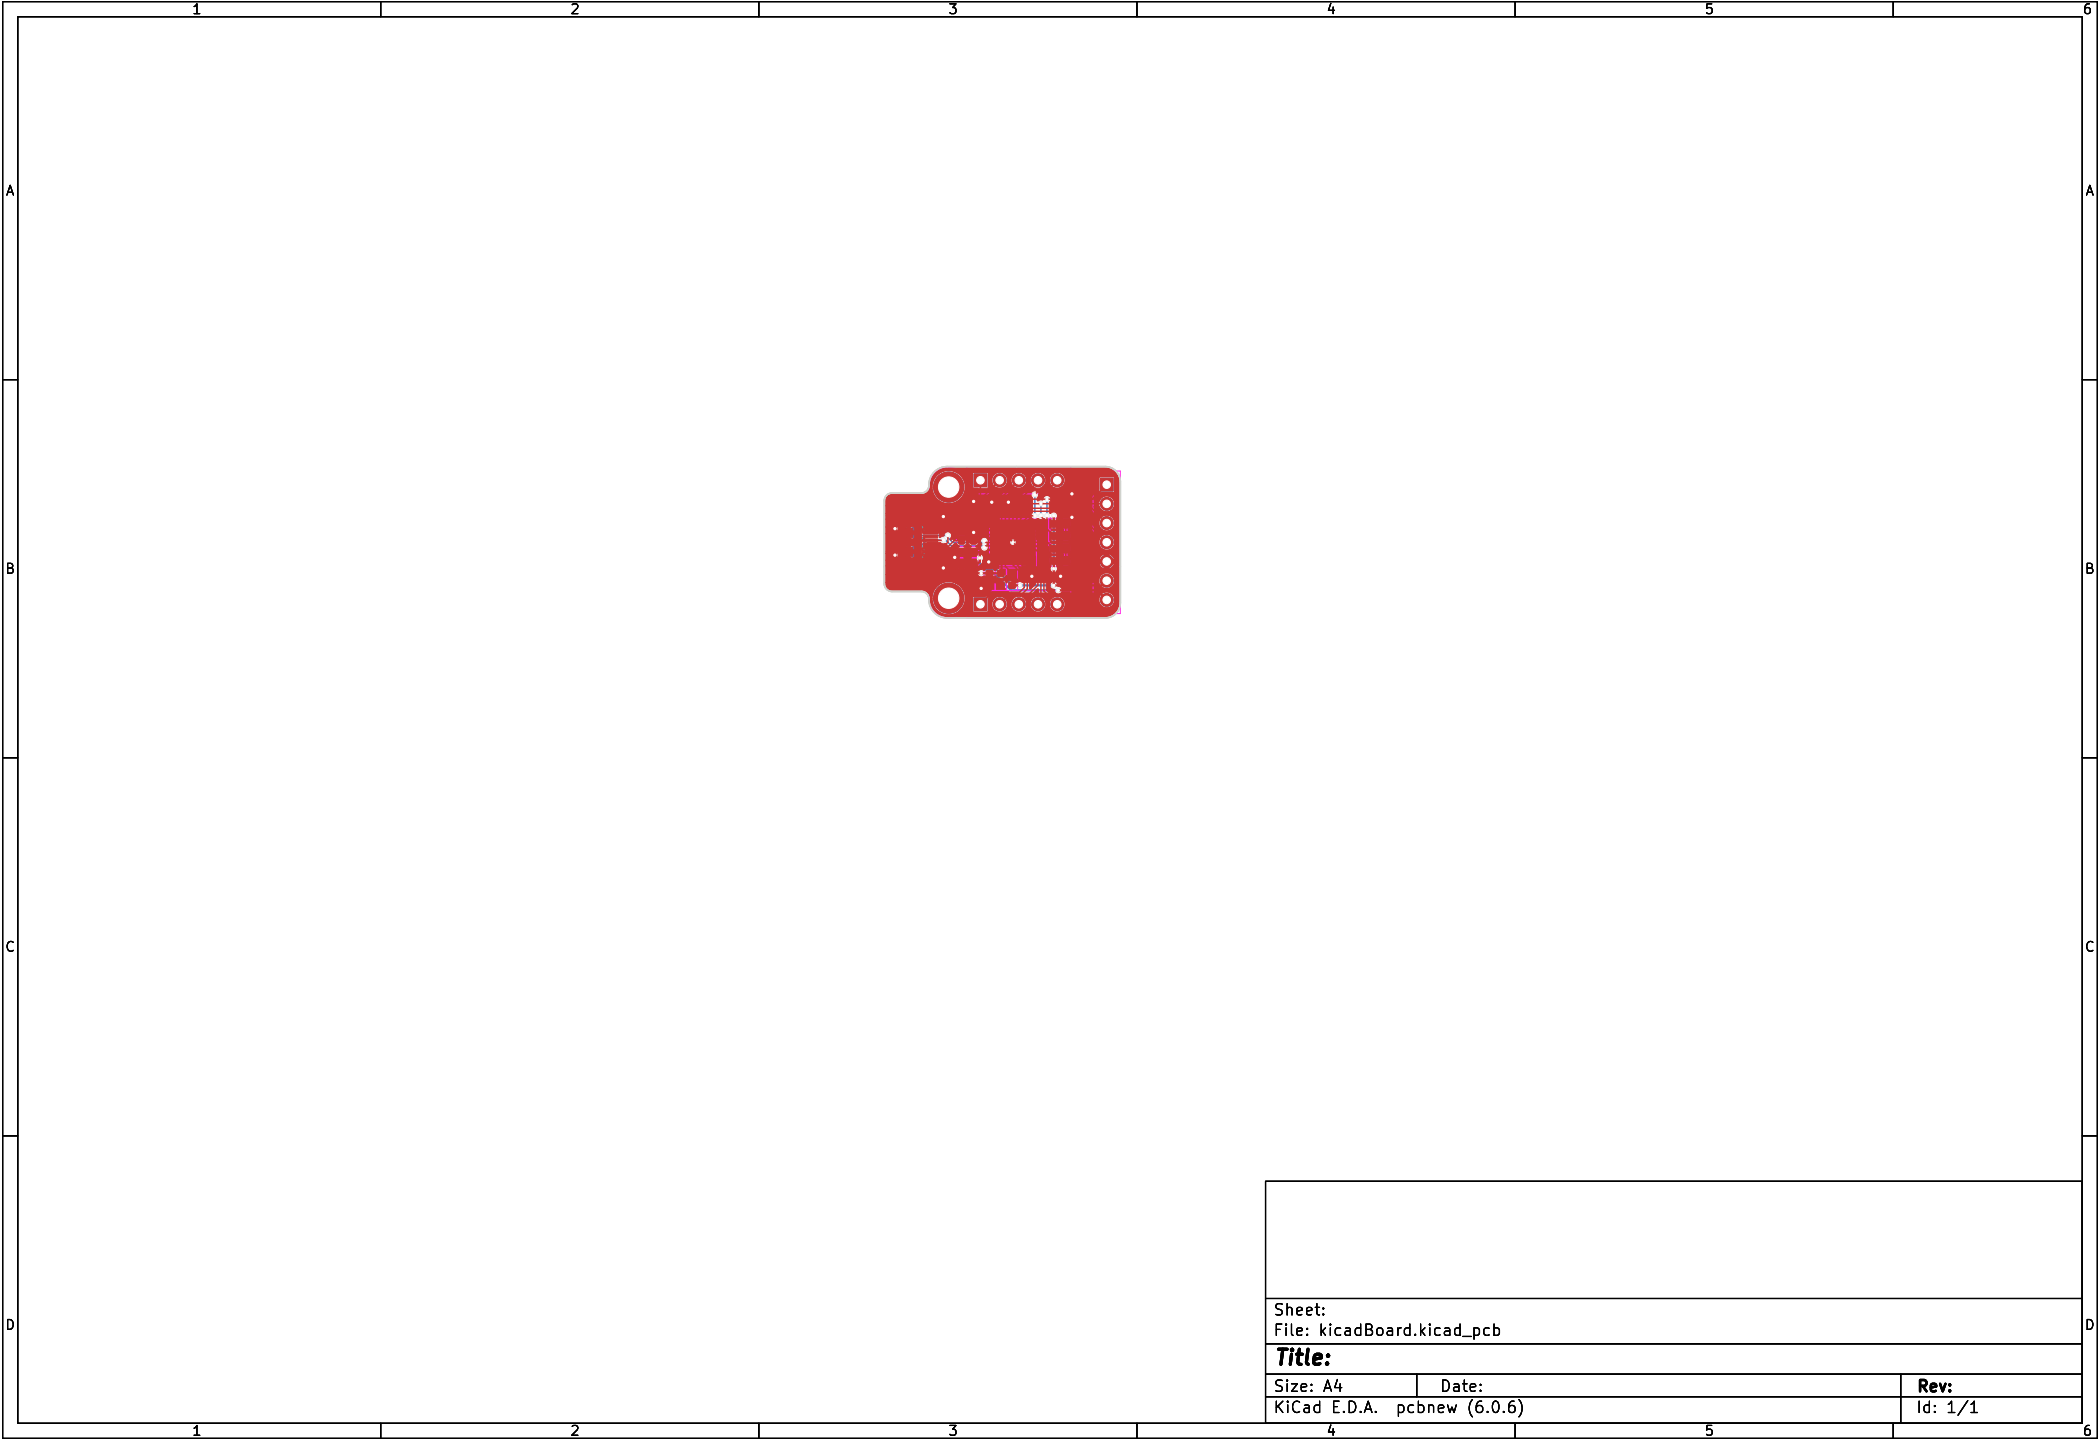 1 2 3 4 5 6
A A
B B
C C
Sheet:
File: kicadBoard.kicad_pcb
D D
Title:
Size: A4 Date: Rev:
KiCad E.D.A. pcbnew (6.0.6) Id: 1/1
1 2 3 4 5 6